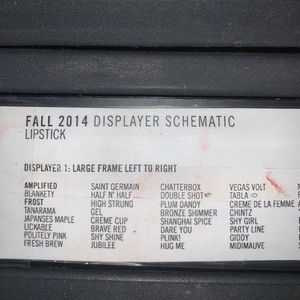 FALL 2014 DISPLAYER SCHEMATIC
LIPSTICK
DISPLAYER 1: LARGE FRAME LEFT TO RIGHT
AMPLIFIED SAINT GERMAIN CHATTERBOX VEGAS VOLT
BLANKETY HALF N' HALF DOUBLE SHOT TABLA
FROST HIGH STRUNG PLUM DANDY CREME DE LA FEMME
TANARAMA GEL BRONZE SHIMMER CHINTZ
JAPANSES MAPLE CREME CUP SHANGHAI SPICE SHY GIRL
LICKABLE BRAVE RED DARE YOU PARTY LINE
POLITELY PINK SHY SHINE PLINK! GIDDY
FRESH BREW JUBILEE HUG ME MIDIMAUVE